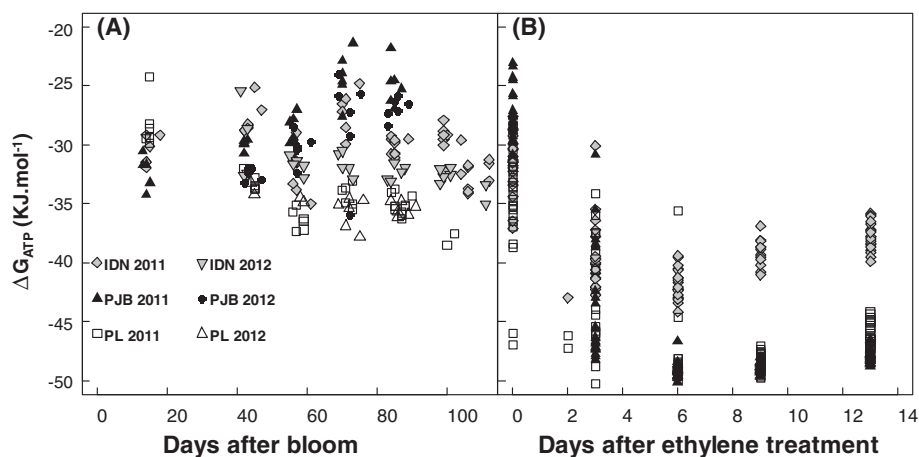 (A)
(B)
-20
-25
-30
-35
-40
-45
-50
ΔG_ATP (KJ.mol⁻¹)
IDN 2011
IDN 2012
PJB 2011
PJB 2012
PL 2011
PL 2012
0 20 40 60 80 100
0 2 4 6 8 10 12 14
Days after bloom
Days after ethylene treatment